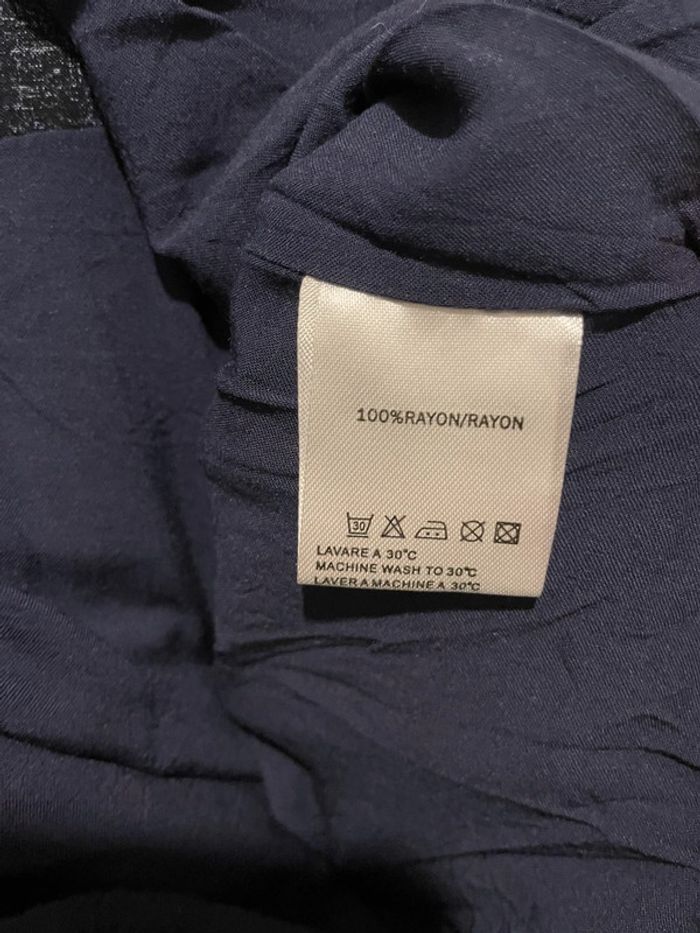 100%RAYON/RAYON
30
LAVARE A 30°C
MACHINE WASH TO 30°C
LAVER A MACHINE A 30°C